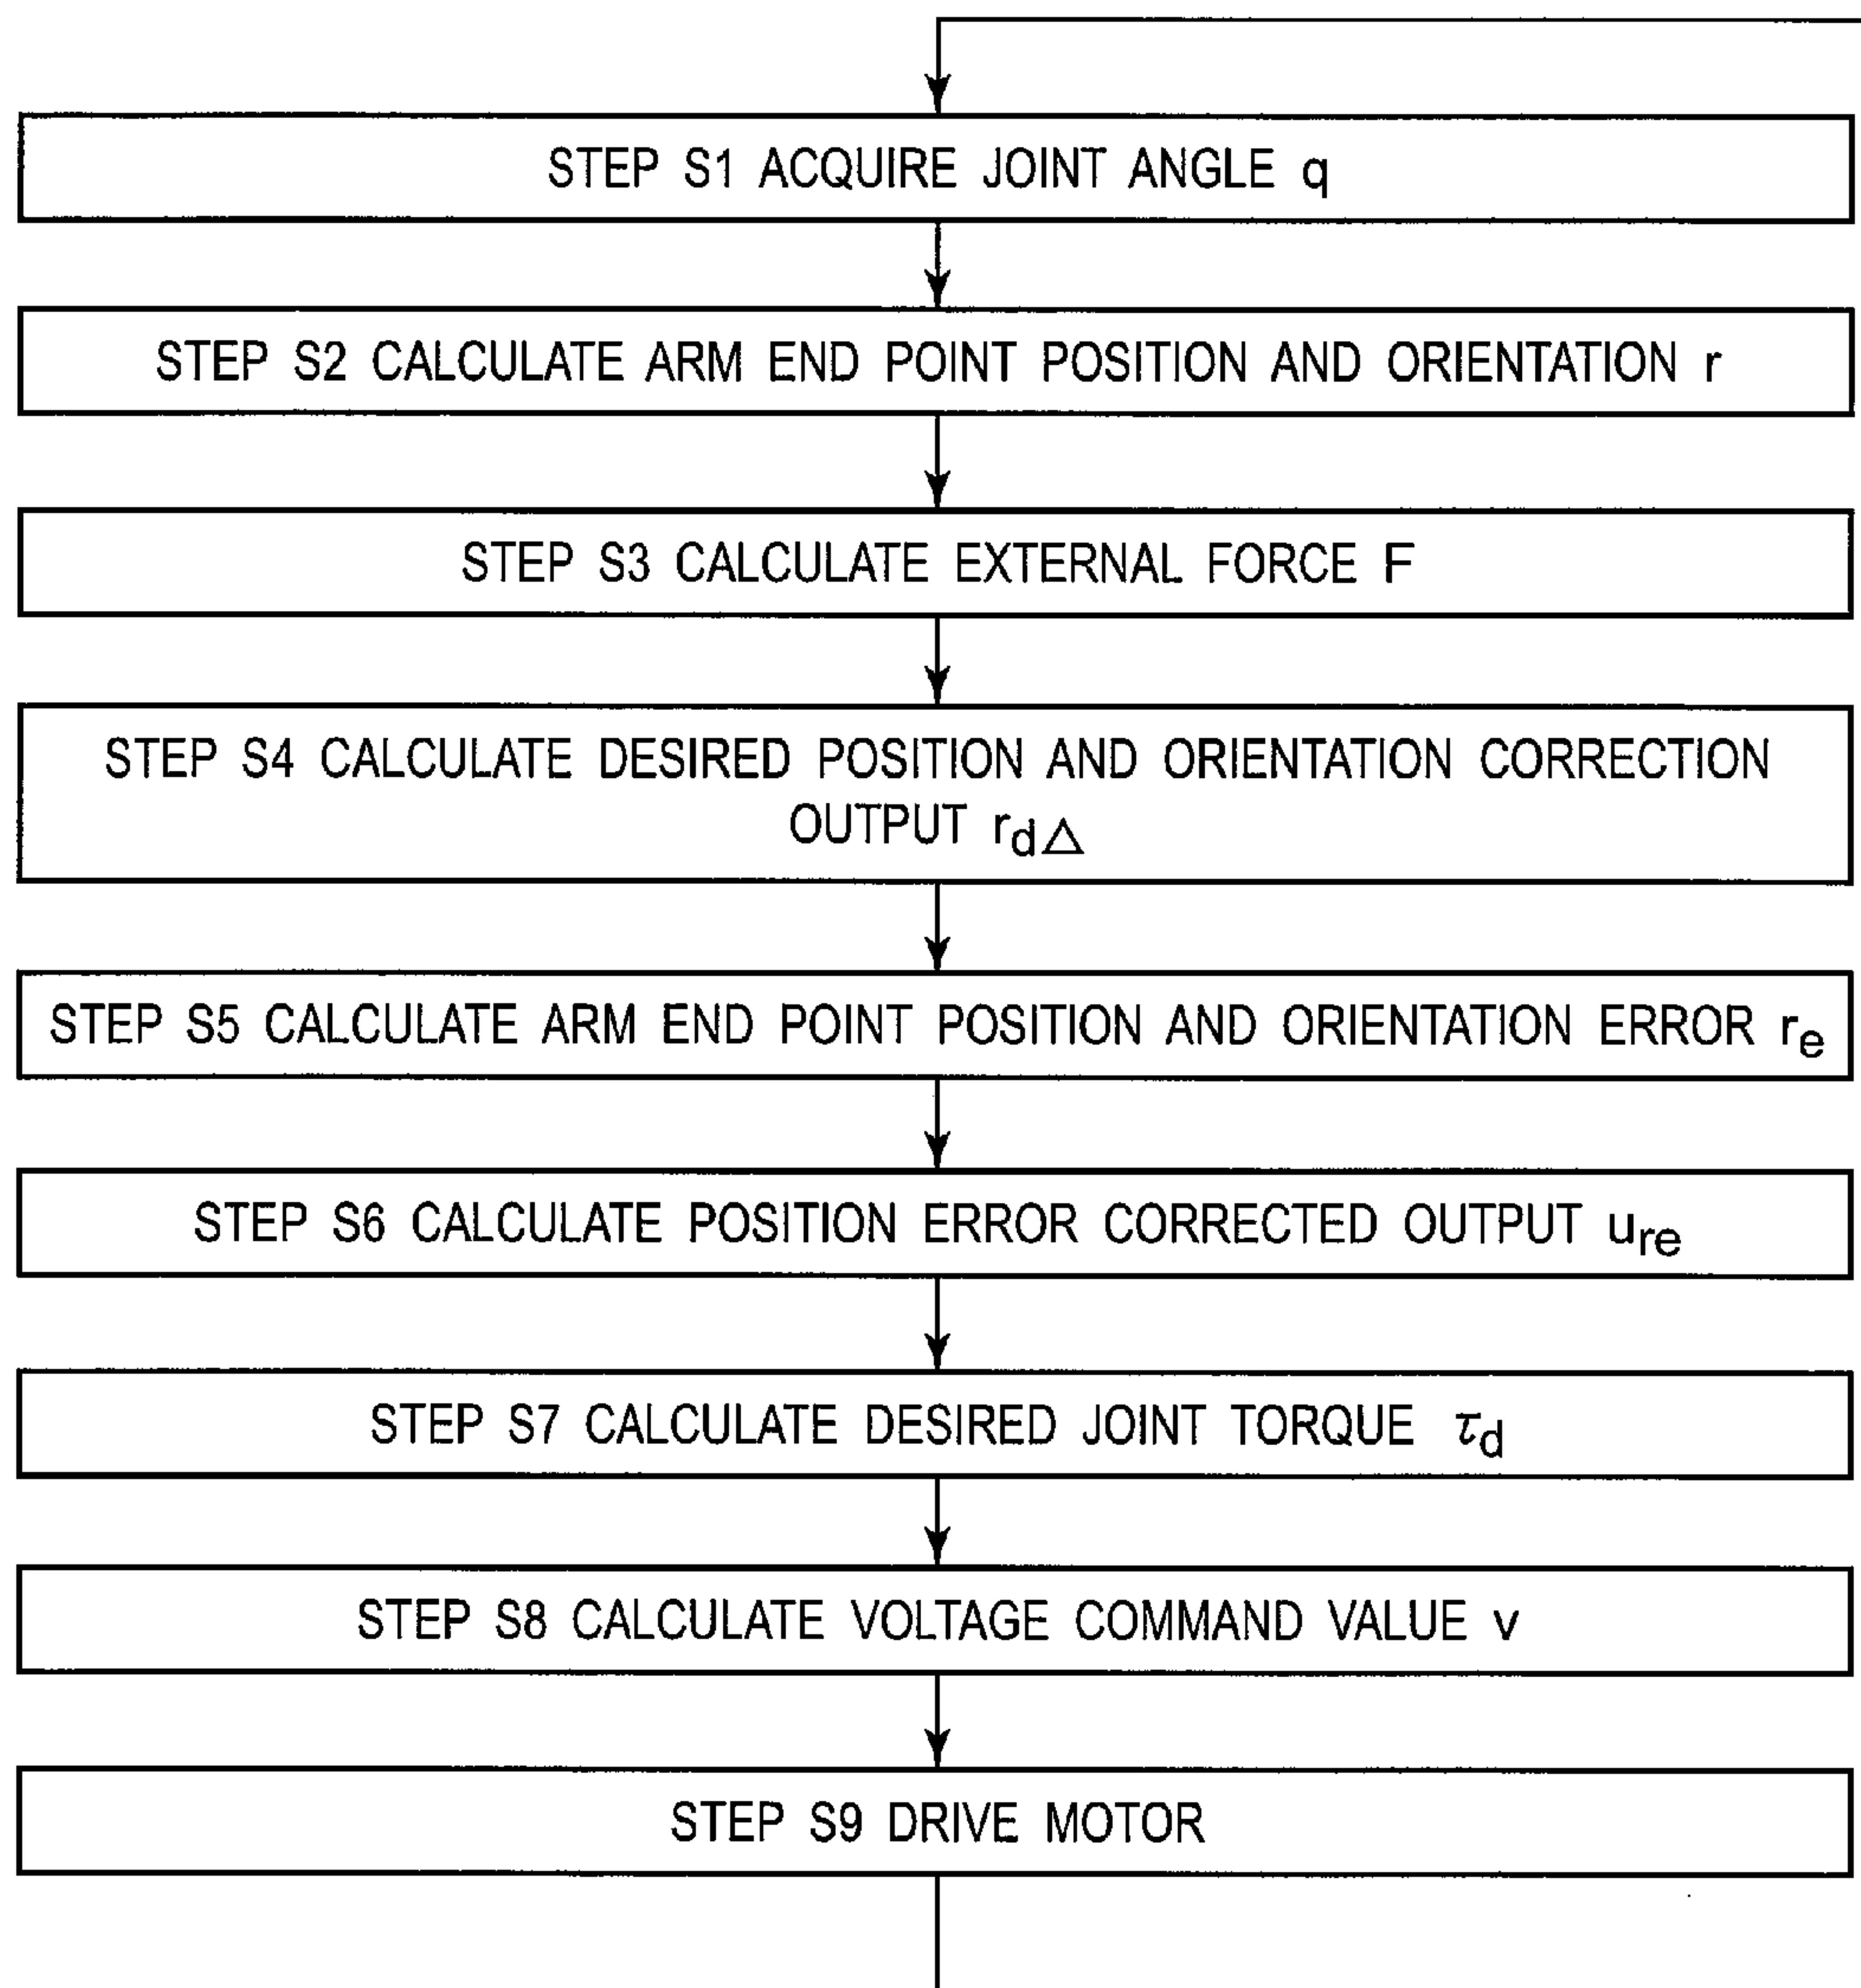 STEP S1 ACQUIRE JOINT ANGLE q
STEP S2 CALCULATE ARM END POINT POSITION AND ORIENTATION r
STEP S3 CALCULATE EXTERNAL FORCE F
STEP S4 CALCULATE DESIRED POSITION AND ORIENTATION CORRECTION
OUTPUT rd△
STEP S5 CALCULATE ARM END POINT POSITION AND ORIENTATION ERROR re
STEP S6 CALCULATE POSITION ERROR CORRECTED OUTPUT ure
STEP S7 CALCULATE DESIRED JOINT TORQUE τd
STEP S8 CALCULATE VOLTAGE COMMAND VALUE v
STEP S9 DRIVE MOTOR